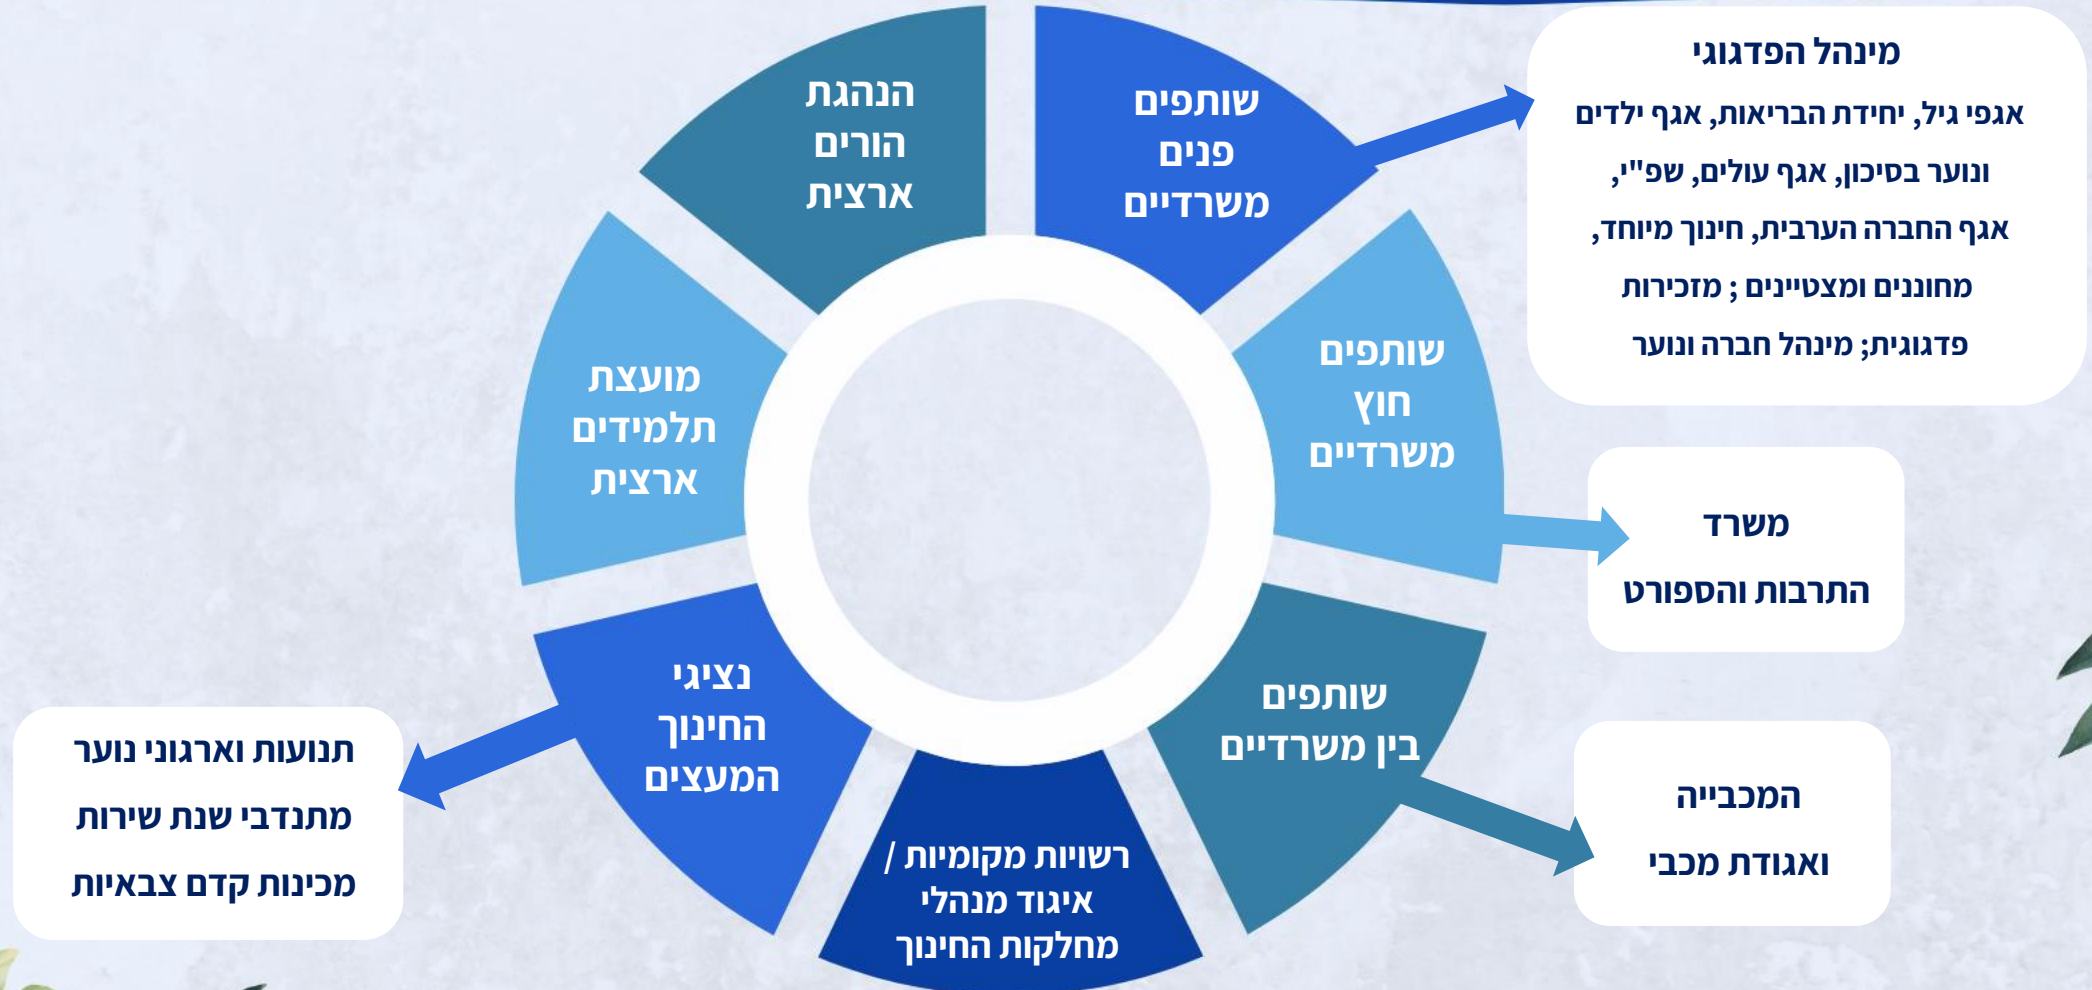 הנהגת
הורים
ארצית
שותפים
פנים
משרדיים
מינהל הפדגוגי
אגפי גיל, יחידת הבריאות, אגף ילדים
ונוער בסיכון, אגף עולים, שפ"י,
אגף החברה הערבית, חינוך מיוחד,
מחוננים ומצטיינים ; מזכירות
פדגוגית; מינהל חברה ונוער
שותפים
חוץ
משרדיים
משרד
התרבות והספורט
שותפים
בין משרדיים
המכבייה
ואגודת מכבי
רשויות מקומיות /
איגוד מנהלי
מחלקות החינוך
נציגי
החינוך
המעצים
תנועות וארגוני נוער
מתנדבי שנת שירות
מכינות קדם צבאיות
מועצת
תלמידים
ארצית